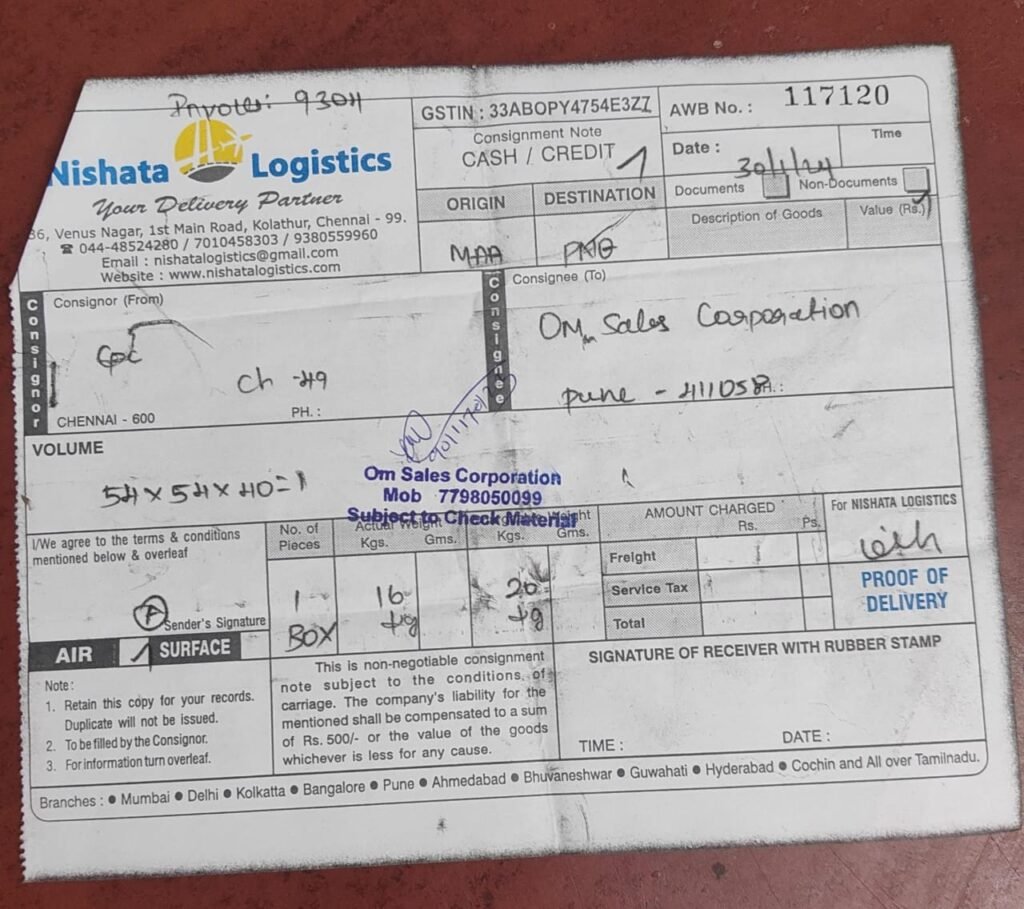 Invoice: 9304
Nishata Logistics
Your Delivery Partner
36, Venus Nagar, 1st Main Road, Kolathur, Chennai - 99.
☎ 044-48524280 / 7010458303 / 9380559960
Email : nishatalogistics@gmail.com
Website : www.nishatalogistics.com
GSTIN : 33ABOPY4754E3ZZ
Consignment Note
CASH / CREDIT
ORIGIN
DESTINATION
MAA
PNQ
AWB No. : 117120
Date : 30/1/24
Time
Documents
Non-Documents
Description of Goods
Value (Rs.)
Consignor
Consignor (From)
Cpc
Ch - 49
CHENNAI - 600
PH. :
Consignee
Consignee (To)
OM Sales Corporation
Pune - 411058
PH. :
VOLUME
54 x 54 x 40 = 1
Om Sales Corporation
Mob 7798050099
Subject to Check Material
I/We agree to the terms & conditions
mentioned below & overleaf
Sender's Signature
No. of
Pieces
1
BOX
Actual Weight
Kgs. Gms.
16
kg
Weight
Kgs. Gms.
20
kg
AMOUNT CHARGED
Rs. Ps.
Freight
Service Tax
Total
For NISHATA LOGISTICS
PROOF OF
DELIVERY
AIR
SURFACE
Note :
1. Retain this copy for your records.
Duplicate will not be issued.
2. To be filled by the Consignor.
3. For information turn overleaf.
This is non-negotiable consignment
note subject to the conditions, of
carriage. The company's liability for the
mentioned shall be compensated to a sum
of Rs. 500/- or the value of the goods
whichever is less for any cause.
SIGNATURE OF RECEIVER WITH RUBBER STAMP
TIME :
DATE :
Branches : ● Mumbai ● Delhi ● Kolkatta ● Bangalore ● Pune ● Ahmedabad ● Bhuvaneshwar ● Guwahati ● Hyderabad ● Cochin and All over Tamilnadu.